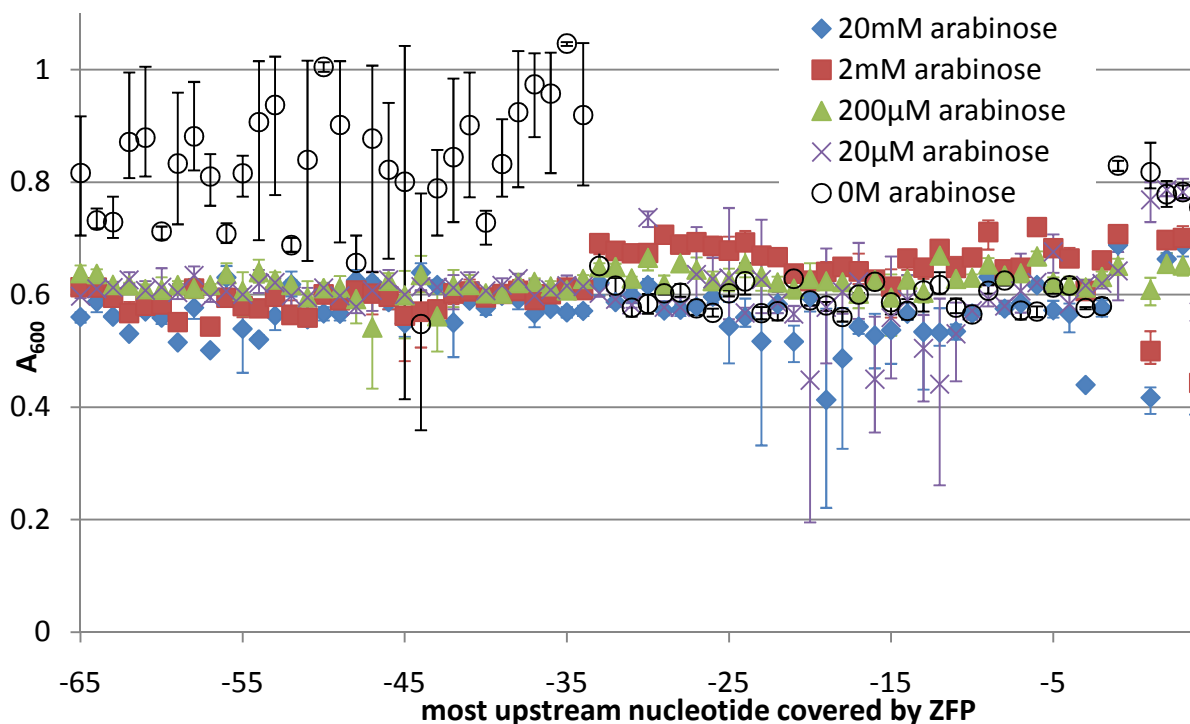 20mM arabinose
2mM arabinose
200µM arabinose
20µM arabinose
0M arabinose
1
0.8
0.6
0.4
0.2
0
A600
-65 -55 -45 -35 -25 -15 -5
most upstream nucleotide covered by ZFP